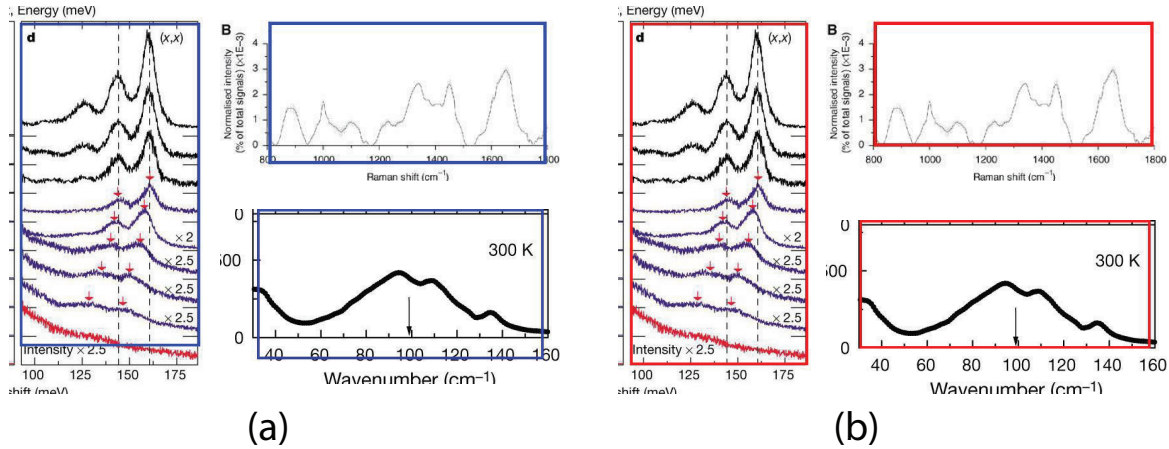 :, Energy (meV)
d
(x,x)
×2
×2.5
×2.5
×2.5
Intensity × 2.5
100 125 150 175
shift (meV)
B
Normalised intensity
(% of total signals) (×1E−3)
4
3
2
1
0
800 1000 1200 1400 1600 1800
Raman shift (cm⁻¹)
0
500
0
300 K
40 60 80 100 120 140 160
Wavenumber (cm⁻¹)
(a)
:, Energy (meV)
d
(x,x)
×2
×2.5
×2.5
×2.5
Intensity × 2.5
100 125 150 175
shift (meV)
B
Normalised intensity
(% of total signals) (×1E−3)
4
3
2
1
0
800 1000 1200 1400 1600 1800
Raman shift (cm⁻¹)
0
500
0
300 K
40 60 80 100 120 140 160
Wavenumber (cm⁻¹)
(b)